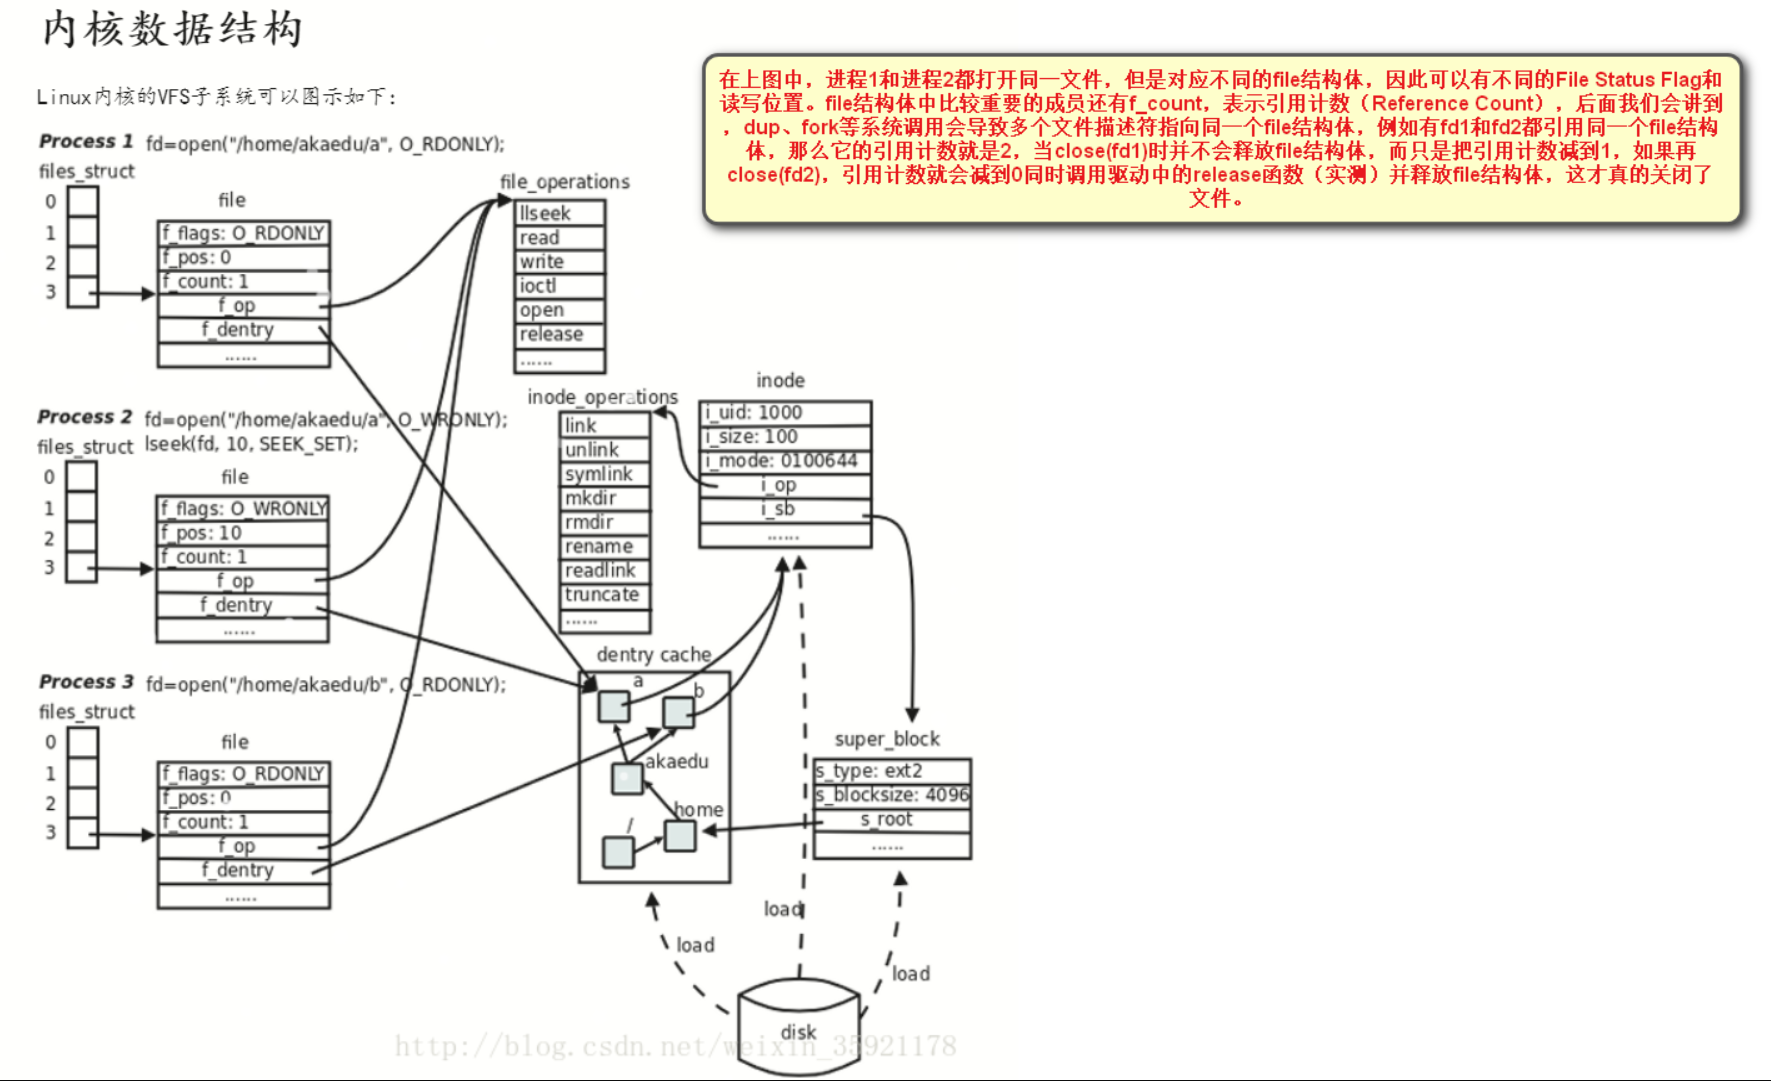 内核数据结构
Linux内核的VFS子系统可以图示如下：
在上图中，进程1和进程2都打开同一文件，但是对应不同的file结构体，因此可以有不同的File Status Flag和
读写位置。file结构体中比较重要的成员还有f_count，表示引用计数（Reference Count），后面我们会讲到
，dup、fork等系统调用会导致多个文件描述符指向同一个file结构体，例如有fd1和fd2都引用同一个file结构
体，那么它的引用计数就是2，当close(fd1)时并不会释放file结构体，而只是把引用计数减到1，如果再
close(fd2)，引用计数就会减到0同时调用驱动中的release函数（实测）并释放file结构体，这才真的关闭了
文件。
Process 1 fd=open("/home/akaedu/a", O_RDONLY);
files_struct
0
1
2
3
file
f_flags: O_RDONLY
f_pos: 0
f_count: 1
f_op
f_dentry
......
file_operations
llseek
read
write
ioctl
open
release
......
Process 2 fd=open("/home/akaedu/a", O_WRONLY);
lseek(fd, 10, SEEK_SET);
files_struct
0
1
2
3
file
f_flags: O_WRONLY
f_pos: 10
f_count: 1
f_op
f_dentry
......
inode_operations
link
unlink
symlink
mkdir
rmdir
rename
readlink
truncate
......
inode
i_uid: 1000
i_size: 100
i_mode: 0100644
i_op
i_sb
......
Process 3 fd=open("/home/akaedu/b", O_RDONLY);
files_struct
0
1
2
3
file
f_flags: O_RDONLY
f_pos: 0
f_count: 1
f_op
f_dentry
......
dentry cache
a
b
akaedu
home
/
super_block
s_type: ext2
s_blocksize: 4096
s_root
......
load
load
load
disk
http://blog.csdn.net/weixin_35921178